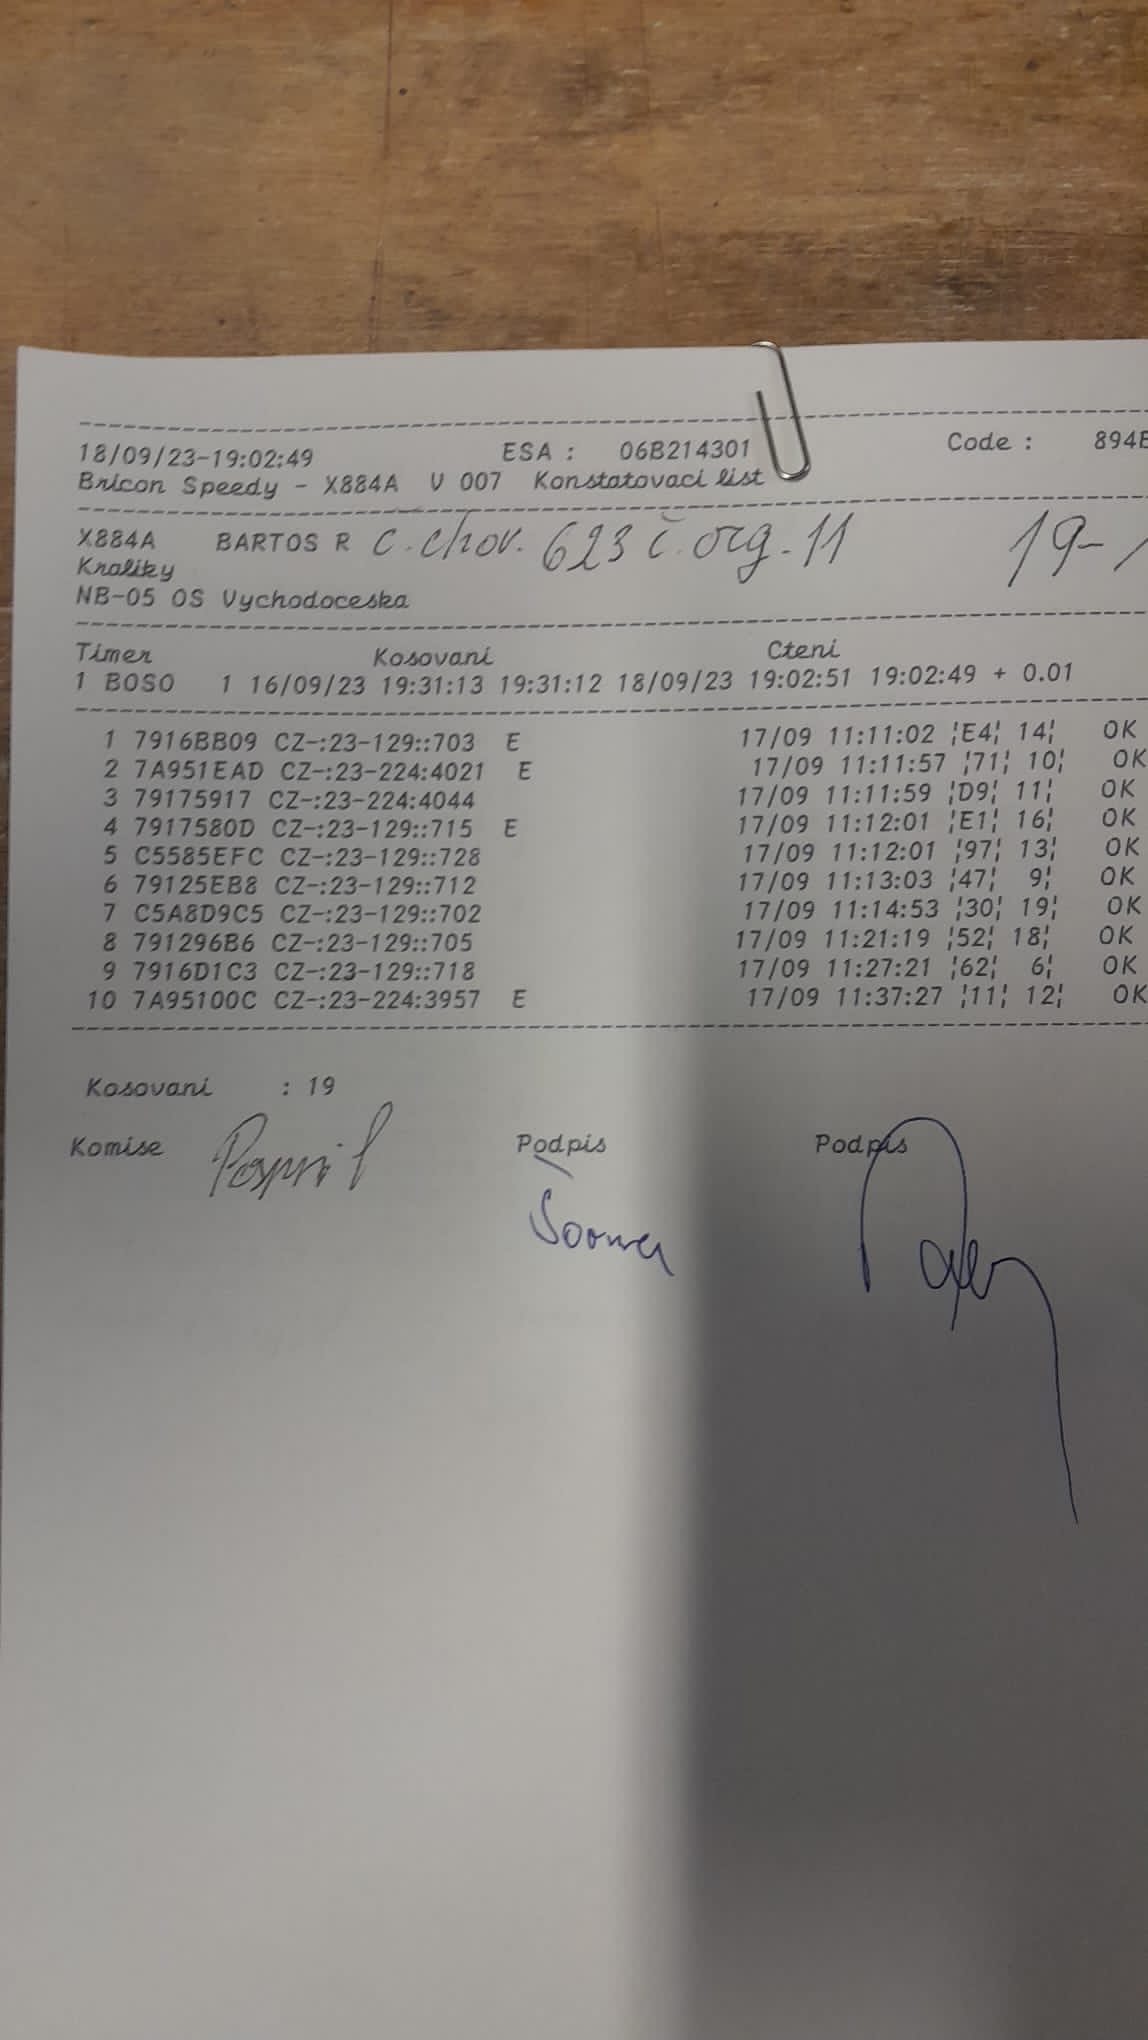 18/09/23-19:02:49 ESA : 06B214301 Code : 894E
Bricon Speedy - X884A V 007 Konstatovaci list
X884A BARTOS R č. chov. 623 č. org. 11 19-
Kraliky
NB-05 OS Vychodoceska
Timer Kosovani Cteni
1 BOSO 1 16/09/23 19:31:13 19:31:12 18/09/23 19:02:51 19:02:49 + 0.01
1 7916BB09 CZ-:23-129::703 E 17/09 11:11:02 ¦E4¦ 14¦ OK
2 7A951EAD CZ-:23-224:4021 E 17/09 11:11:57 ¦71¦ 10¦ OK
3 79175917 CZ-:23-224:4044 17/09 11:11:59 ¦D9¦ 11¦ OK
4 7917580D CZ-:23-129::715 E 17/09 11:12:01 ¦E1¦ 16¦ OK
5 C5585EFC CZ-:23-129::728 17/09 11:12:01 ¦97¦ 13¦ OK
6 79125EB8 CZ-:23-129::712 17/09 11:13:03 ¦47¦ 9¦ OK
7 C5A8D9C5 CZ-:23-129::702 17/09 11:14:53 ¦30¦ 19¦ OK
8 791296B6 CZ-:23-129::705 17/09 11:21:19 ¦52¦ 18¦ OK
9 7916D1C3 CZ-:23-129::718 17/09 11:27:21 ¦62¦ 6¦ OK
10 7A95100C CZ-:23-224:3957 E 17/09 11:37:27 ¦11¦ 12¦ OK
Kosovani : 19
Komise Pospíšil Podpis Podpis